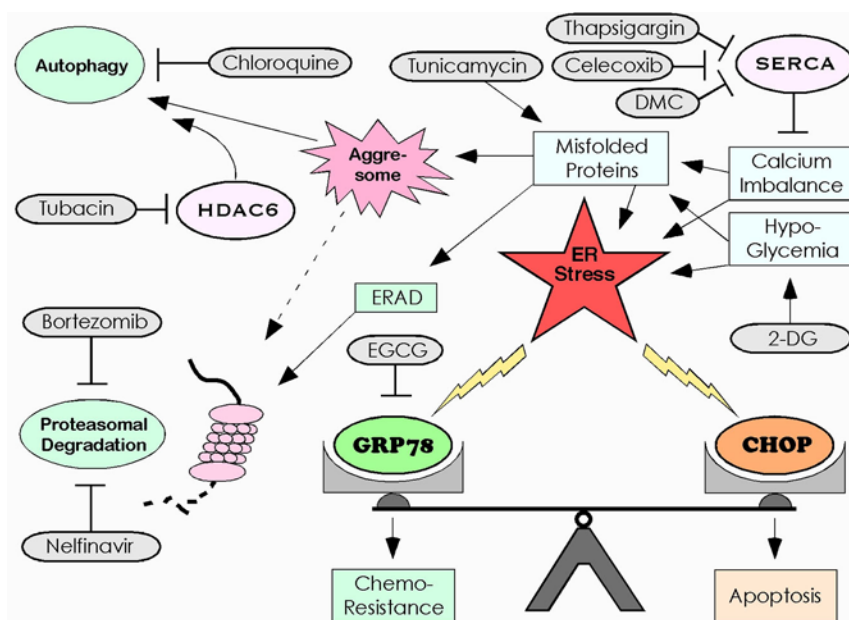 Thapsigargin
Autophagy
Chloroquine
Tunicamycin
Celecoxib
SERCA
DMC
Aggre-
some
Misfolded
Proteins
Calcium
Imbalance
Tubacin
HDAC6
Hypo-
Glycemia
ER
Stress
ERAD
Bortezomib
EGCG
2-DG
Proteasomal
Degradation
GRP78
CHOP
Nelfinavir
Chemo-
Resistance
Apoptosis